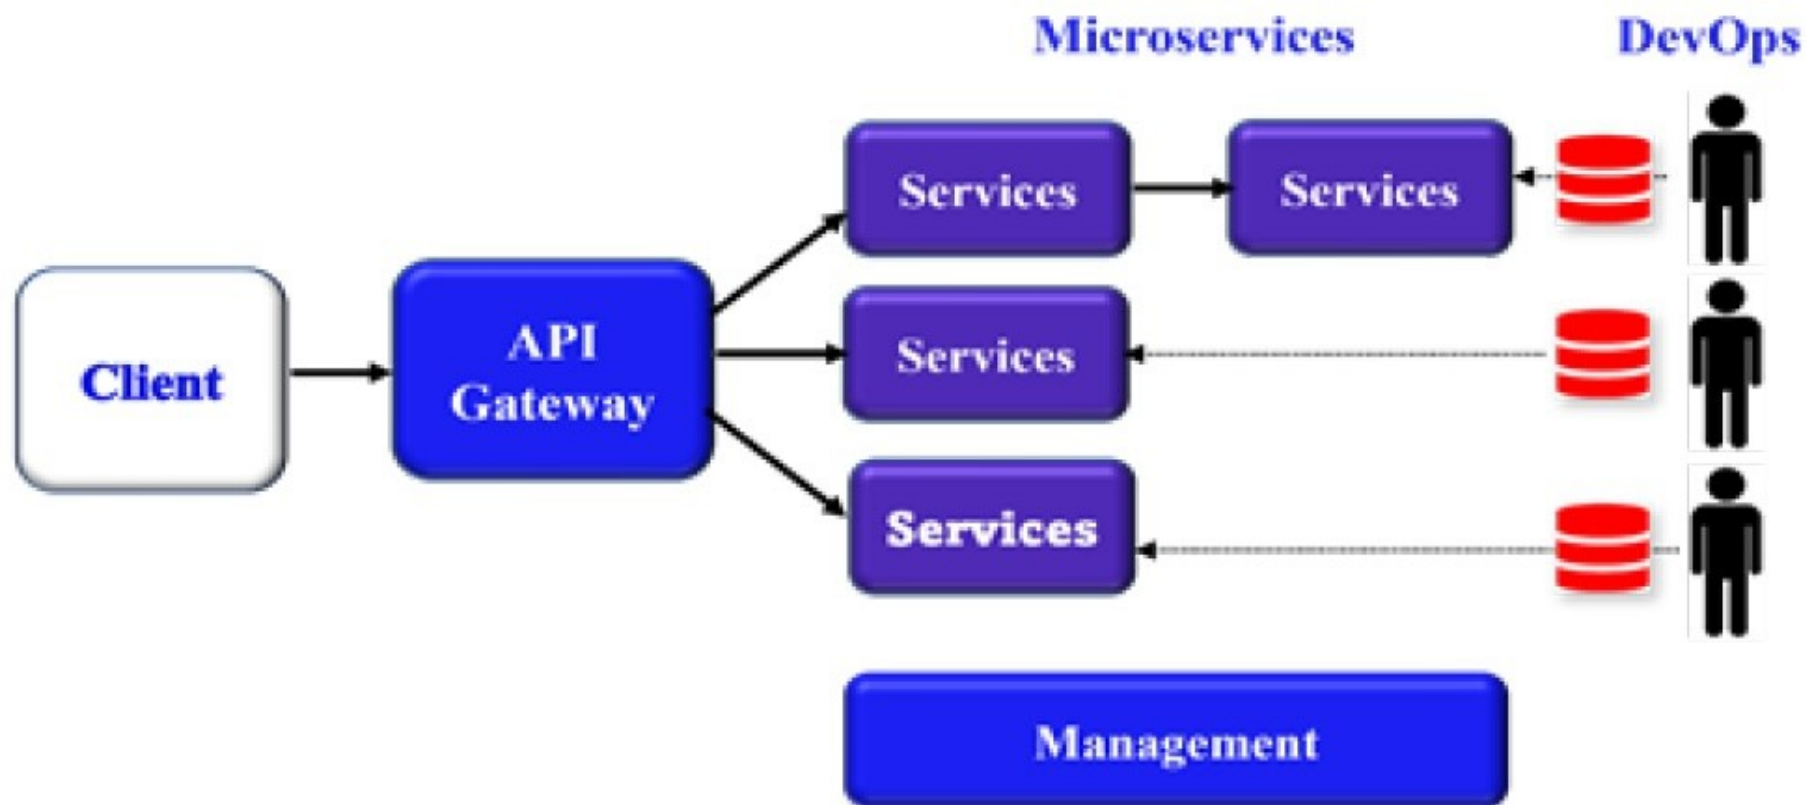 Microservices
DevOps
Services
Services
Client
API
Gateway
Services
Services
Management